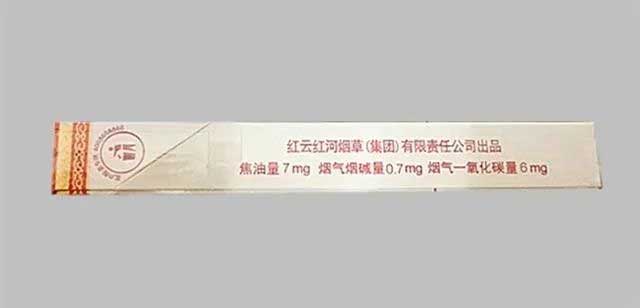 红云红河烟草(集团)有限责任公司出品
焦油量7mg 烟气烟碱量0.7mg 烟气一氧化碳量6mg